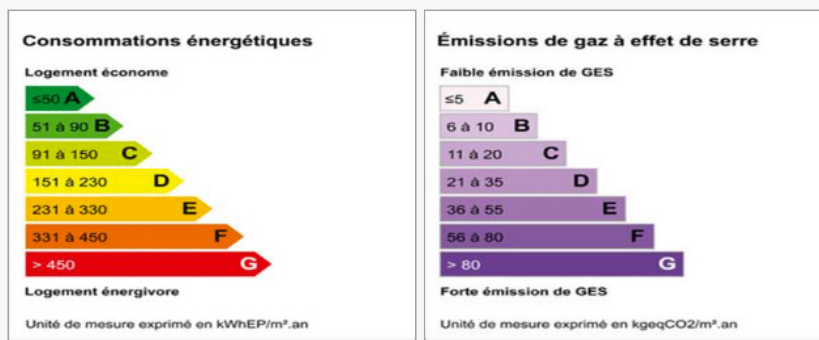 Consommations énergétiques
Logement économe
≤50 A
51 à 90 B
91 à 150 C
151 à 230 D
231 à 330 E
331 à 450 F
> 450 G
Logement énergivore
Unité de mesure exprimé en kWhEP/m².an
Émissions de gaz à effet de serre
Faible émission de GES
≤5 A
6 à 10 B
11 à 20 C
21 à 35 D
36 à 55 E
56 à 80 F
> 80 G
Forte émission de GES
Unité de mesure exprimé en kgeqCO2/m².an